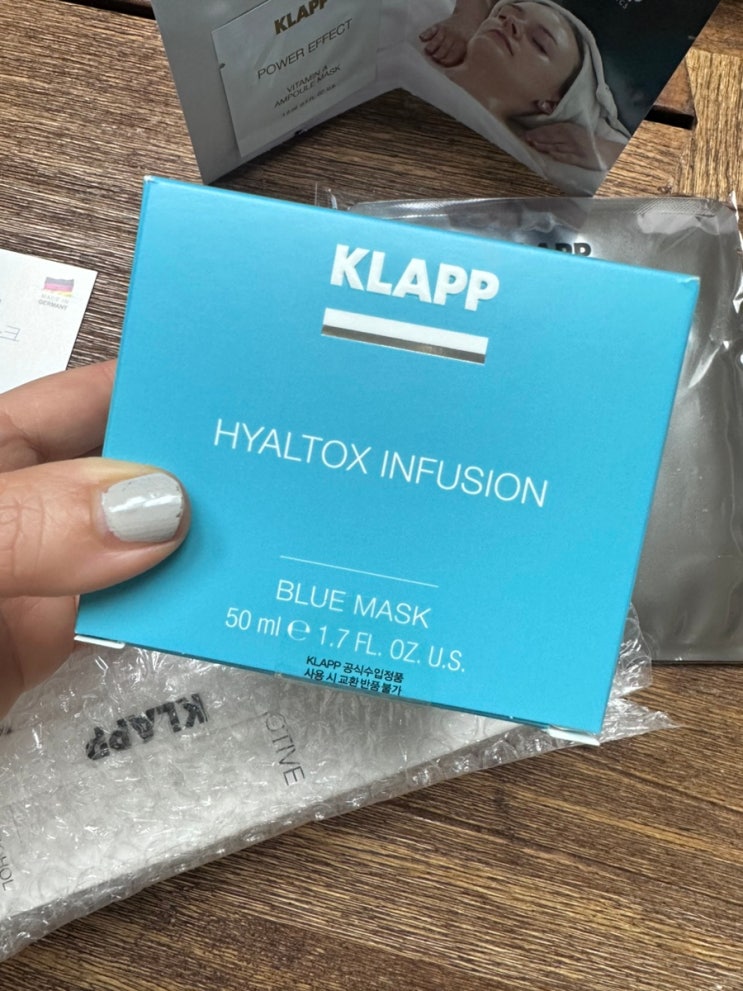 KLAPP
POWER EFFECT
VITAMIN A
AMPOULE MASK
KLAPP
MADE IN
GERMANY
KLAPP
HYALTOX INFUSION
BLUE MASK
50 ml ℮ 1.7 FL. OZ. U.S.
KLAPP 공식수입정품
사용 시 교환 반품 불가
KLAPP